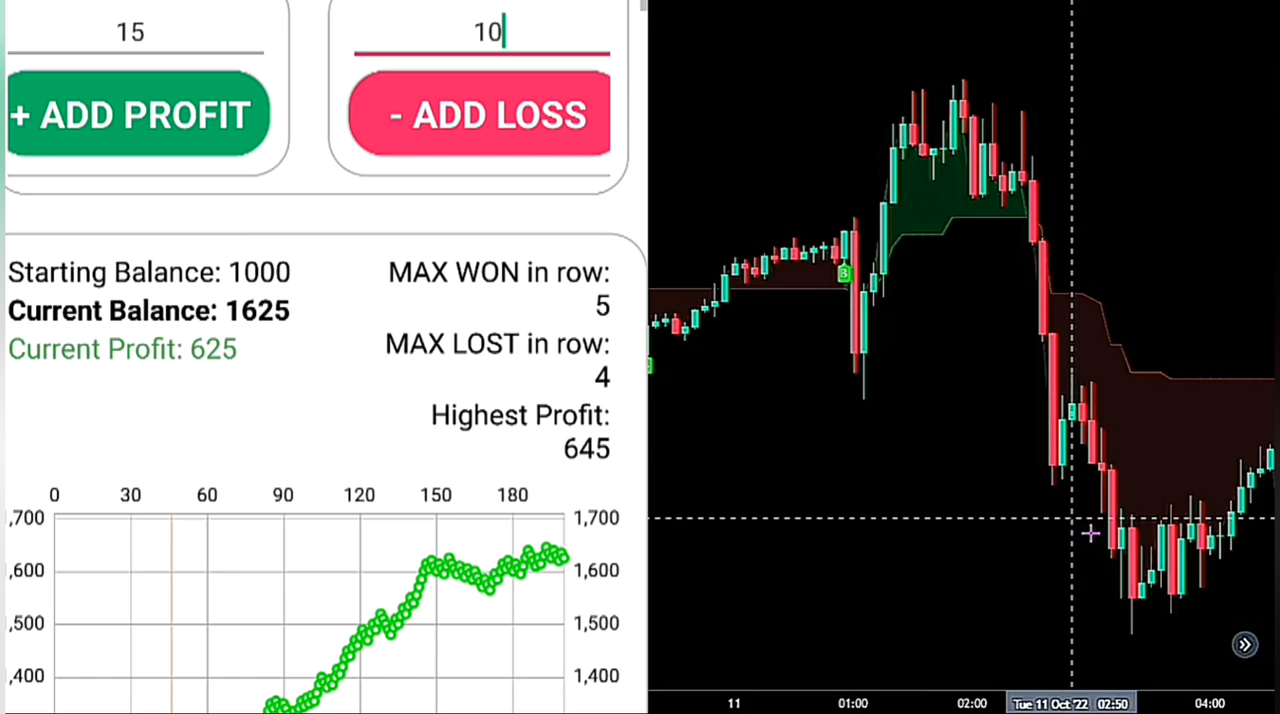 15
10
+ ADD PROFIT
- ADD LOSS
Starting Balance: 1000
Current Balance: 1625
Current Profit: 625
MAX WON in row:
5
MAX LOST in row:
4
Highest Profit:
645
0 30 60 90 120 150 180
,700 1,700
,600 1,600
,500 1,500
,400 1,400
B
11 01:00 02:00 Tue 11 Oct '22 02:50 04:00